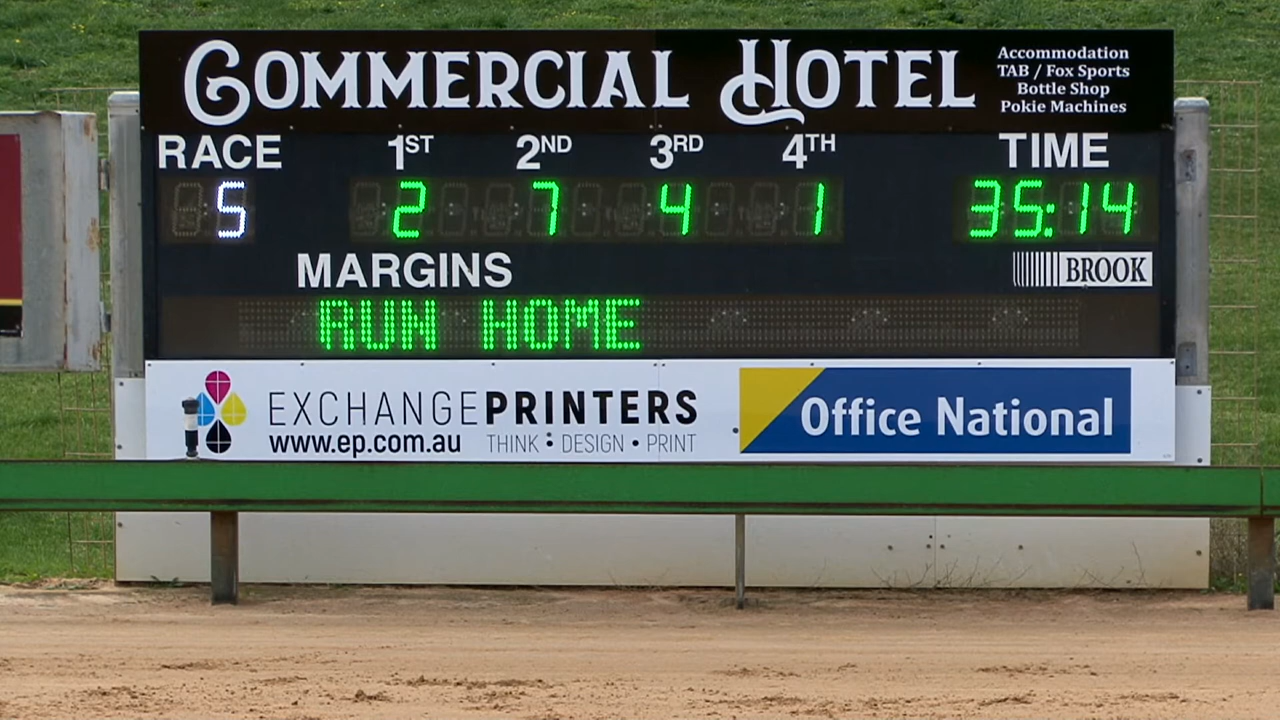 COMMERCIAL HOTEL
Accommodation
TAB / Fox Sports
Bottle Shop
Pokie Machines
RACE 1ST 2ND 3RD 4TH TIME
5 2 7 4 1 35:14
MARGINS
BROOK
RUN HOME
EXCHANGEPRINTERS
www.ep.com.au THINK : DESIGN • PRINT
Office National